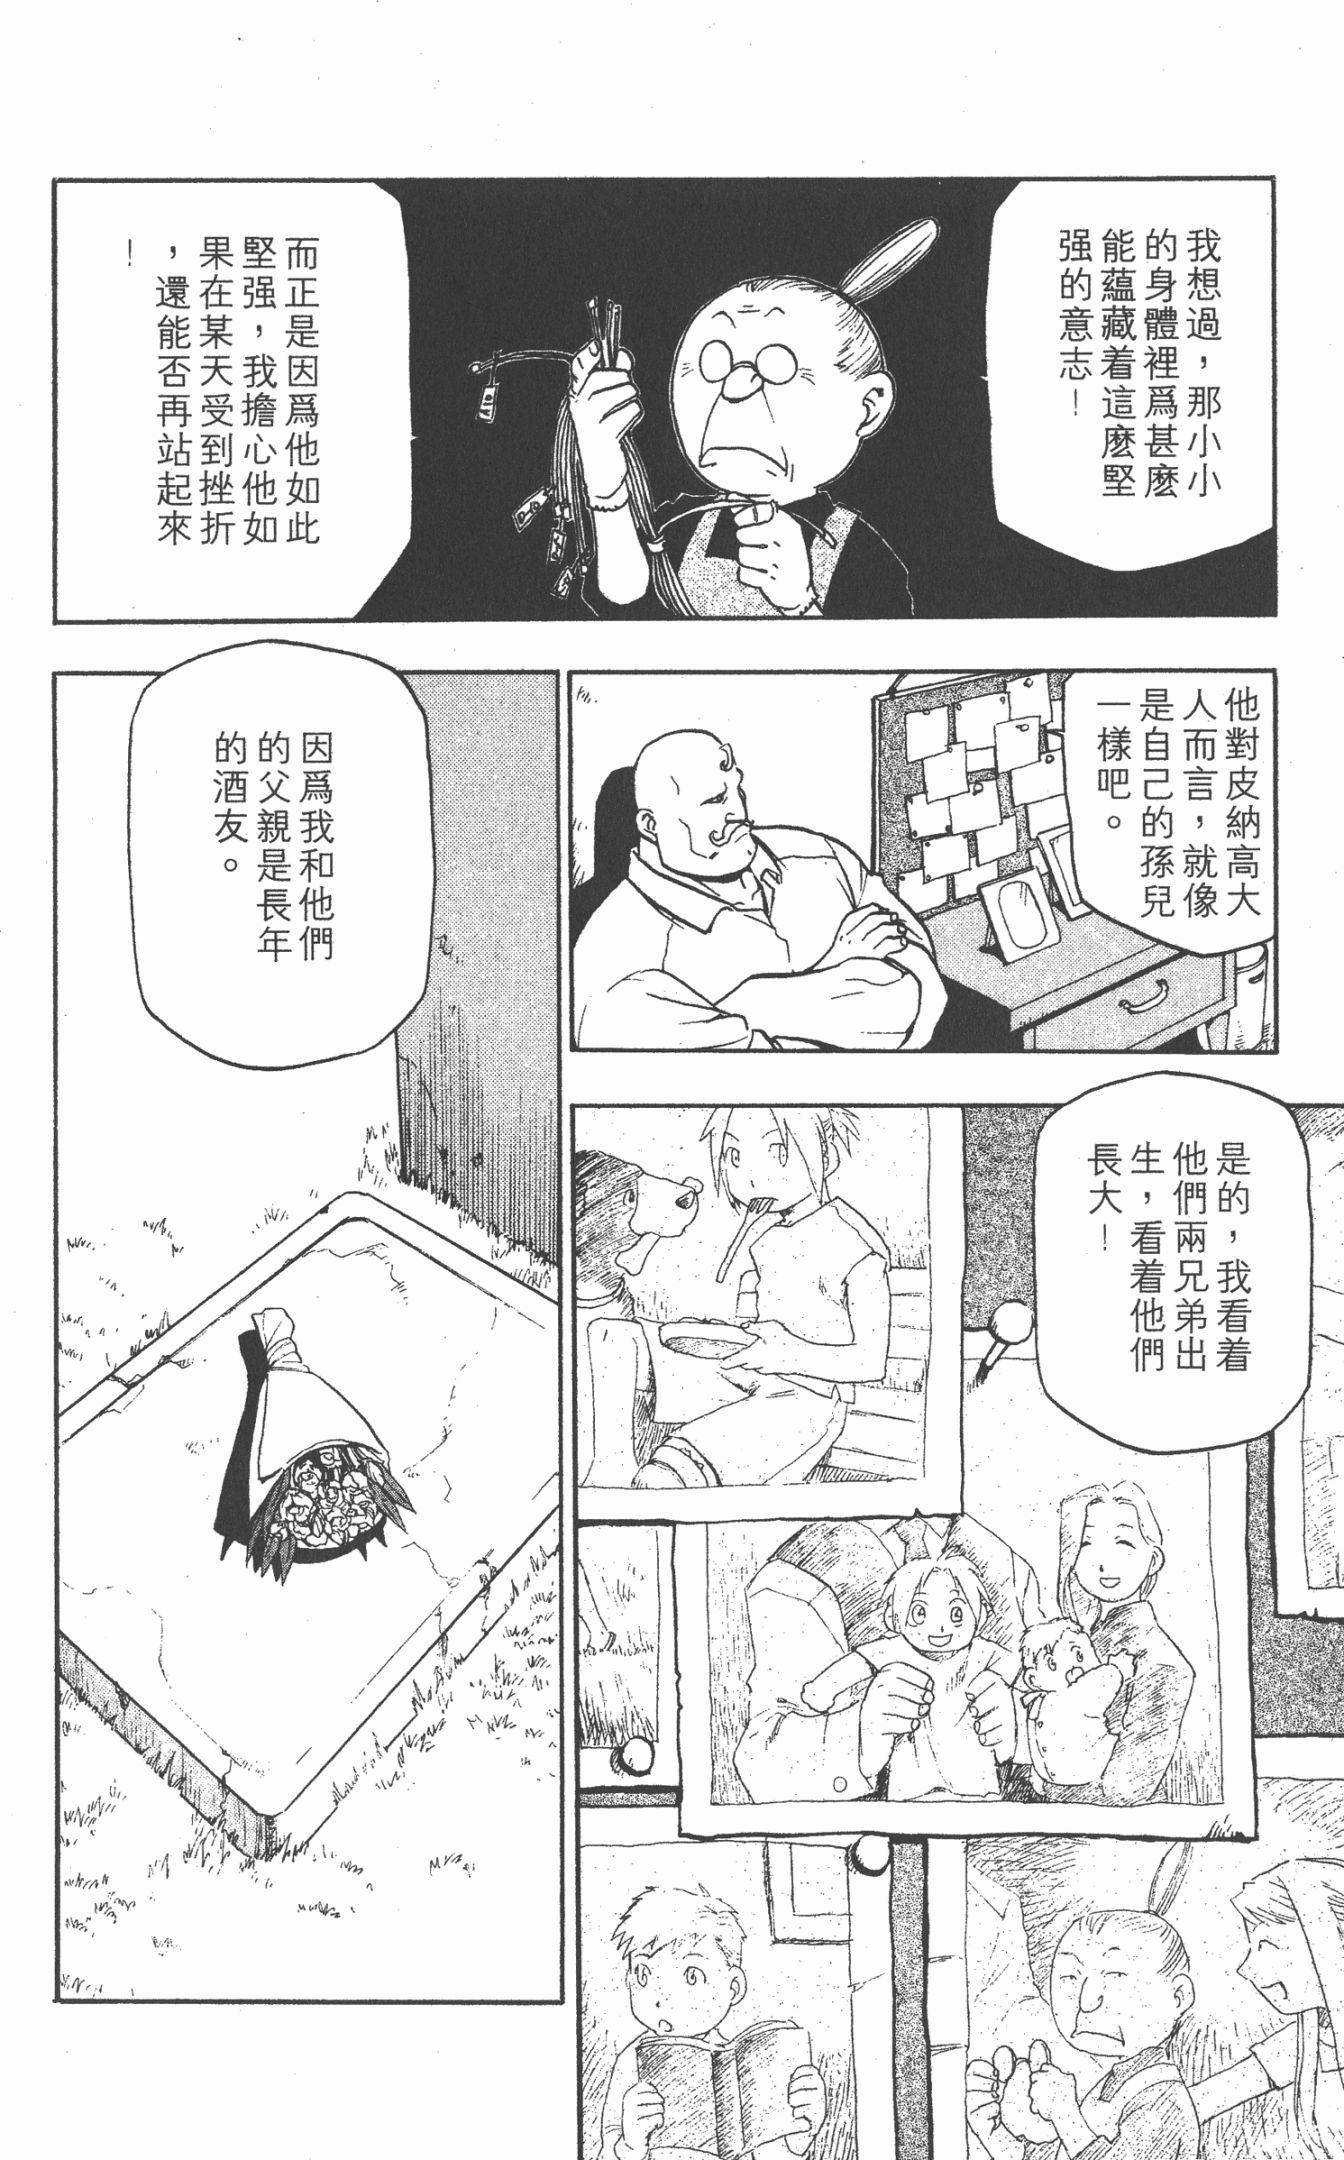 我想過，那小小
的身體裡爲甚麽
能蘊藏着這麽堅
强的意志！
而正是因爲他如此
堅强，我擔心他如
果在某天受到挫折
，還能否再站起來
！
他對皮納高大
人而言，就像
是自己的孫兒
一樣吧。
是的，我看着
他們兩兄弟出
生，看着他們
長大！
因爲我和他們
的父親是長年
的酒友。